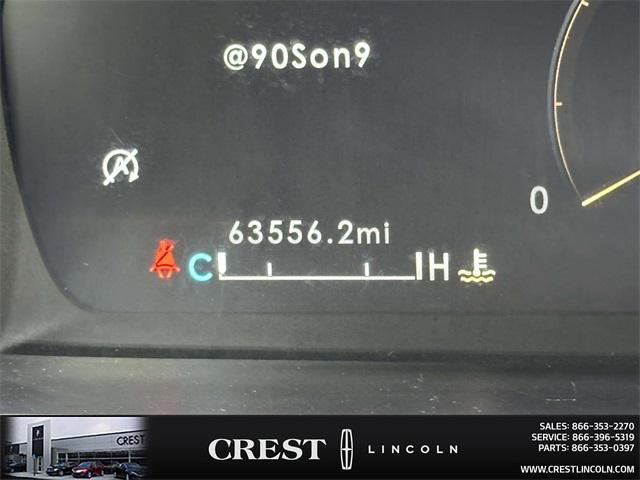 @90Son9
A
0
63556.2mi
C H
CREST
CREST LINCOLN
SALES: 866-353-2270
SERVICE: 866-396-5319
PARTS: 866-353-0397
WWW.CRESTLINCOLN.COM